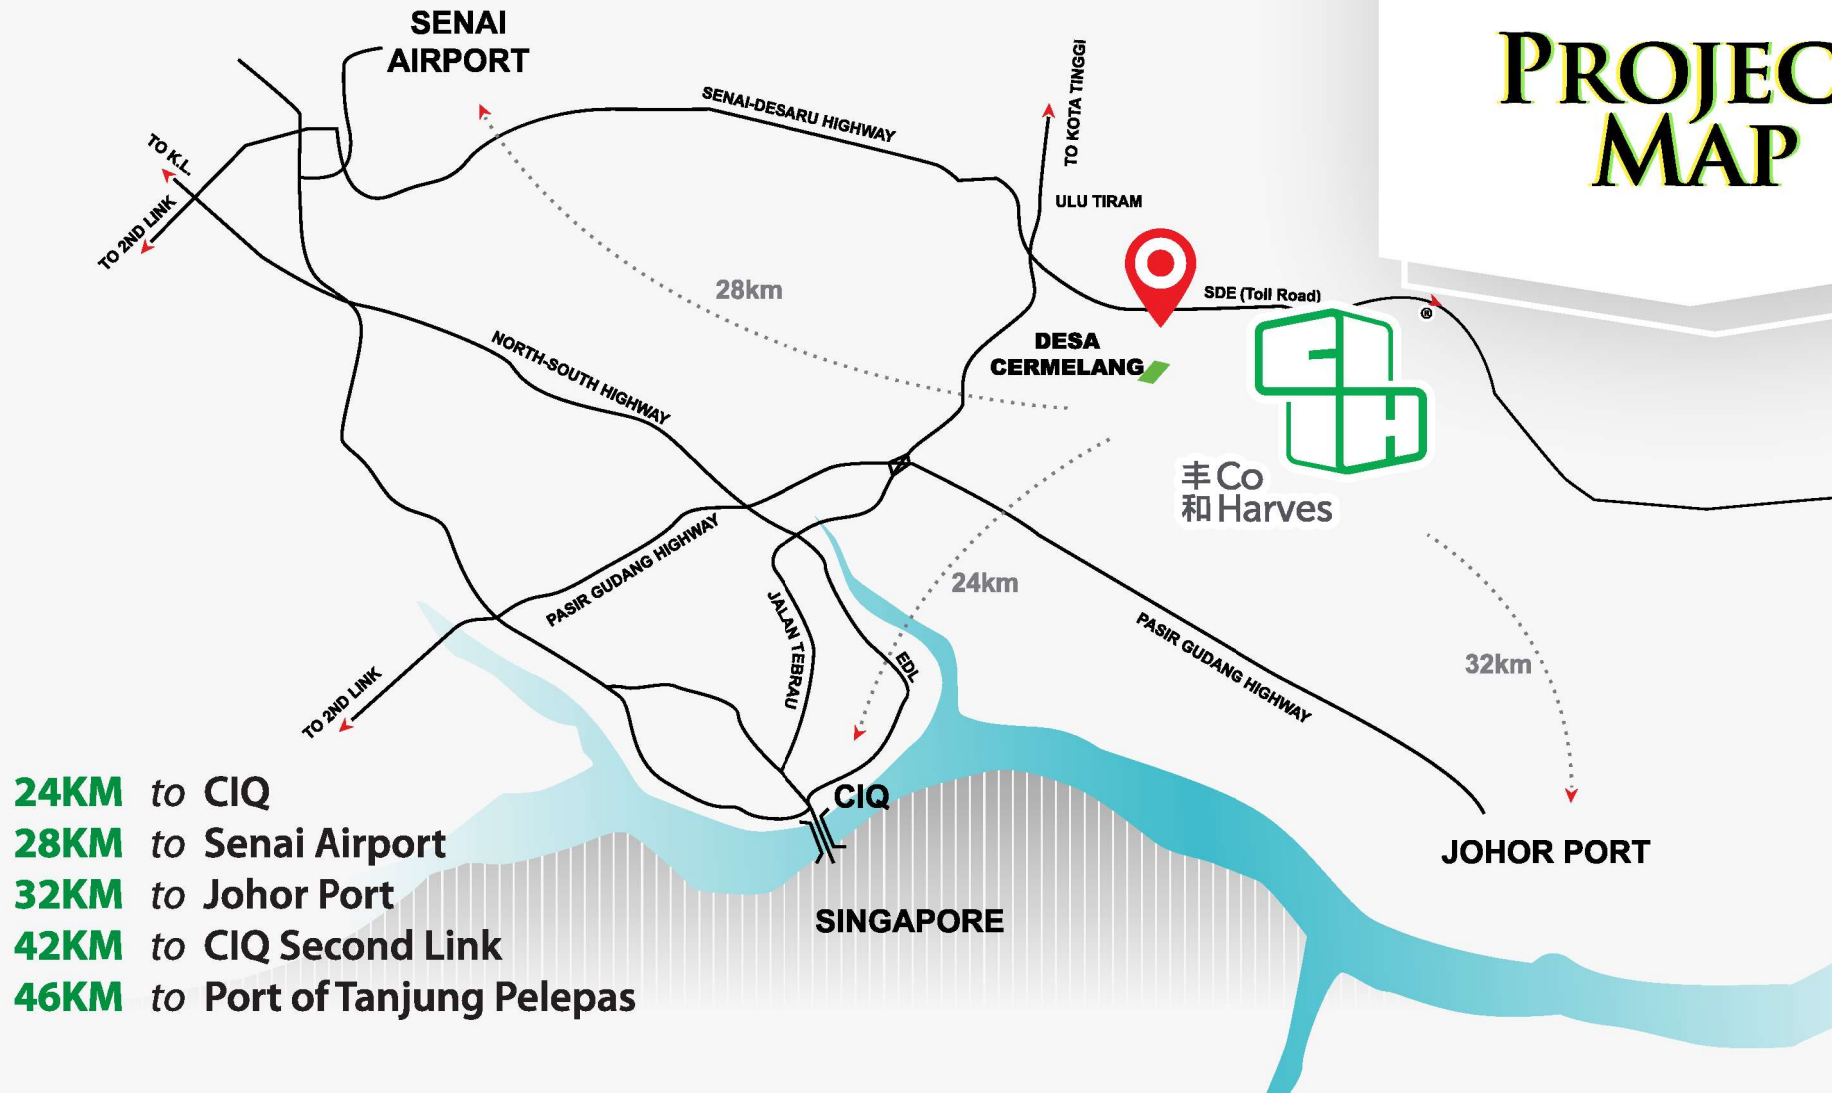 SENAI
AIRPORT
PROJEC
MAP
TO KOTA TINGGI
SENAI-DESARU HIGHWAY
TO K.L.
TO 2ND LINK
ULU TIRAM
28km
SDE (Toll Road)
®
DESA
CERMELANG
NORTH-SOUTH HIGHWAY
丰Co
和Harves
PASIR GUDANG HIGHWAY
24km
JALAN TEBRAU
EDL
PASIR GUDANG HIGHWAY
32km
TO 2ND LINK
CIQ
JOHOR PORT
SINGAPORE
24KM to CIQ
28KM to Senai Airport
32KM to Johor Port
42KM to CIQ Second Link
46KM to Port of Tanjung Pelepas